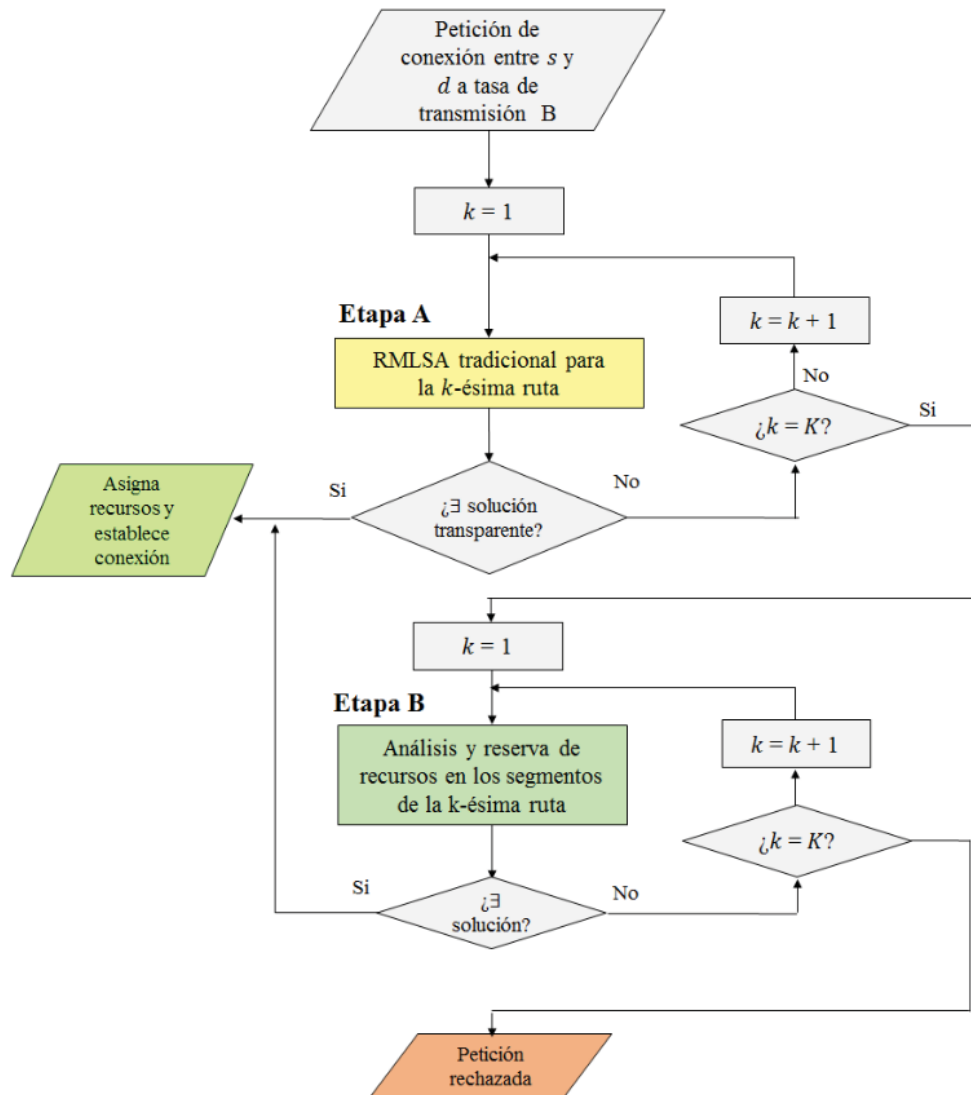 Petición de
conexión entre s y
d a tasa de
transmisión B
k = 1
Etapa A
k = k + 1
RMLSA tradicional para
la k-ésima ruta
No
¿k = K?
Si
Asigna
recursos y
establece
conexión
Si
¿∃ solución
transparente?
No
k = 1
Etapa B
k = k + 1
Análisis y reserva de
recursos en los segmentos
de la k-ésima ruta
¿k = K?
Si
¿∃
solución?
No
Petición
rechazada